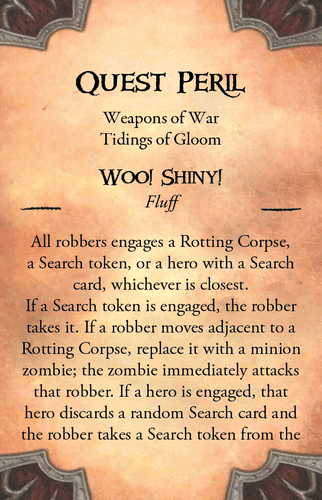 Quest Peril
Weapons of War
Tidings of Gloom
Woo! Shiny!
Fluff
All robbers engages a Rotting Corpse,
a Search token, or a hero with a Search
card, whichever is closest.
If a Search token is engaged, the robber
takes it. If a robber moves adjacent to a
Rotting Corpse, replace it with a minion
zombie; the zombie immediately attacks
that robber. If a hero is engaged, that
hero discards a random Search card and
the robber takes a Search token from the